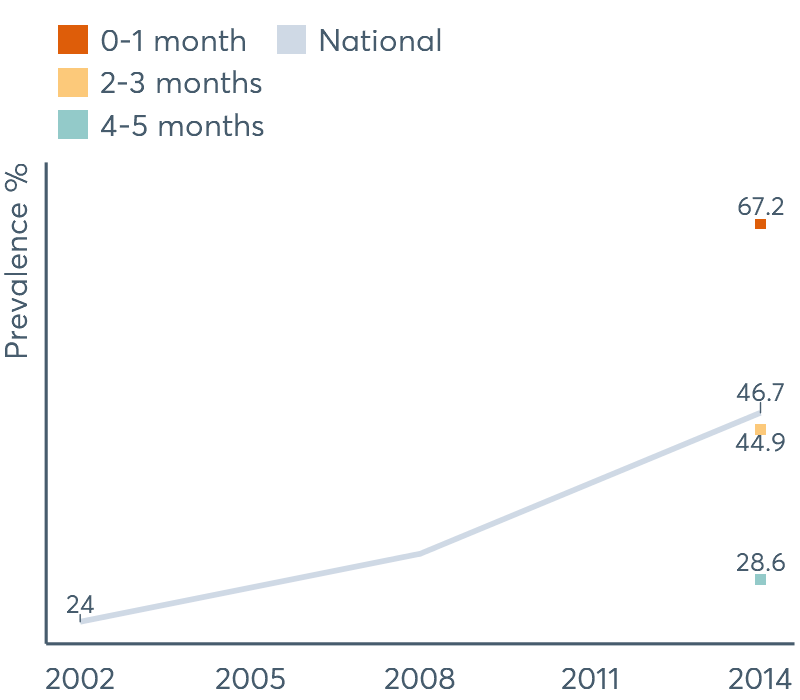 0-1 month
National
2-3 months
4-5 months
Prevalence %
67.2
46.7
44.9
28.6
24
2002 2005 2008 2011 2014